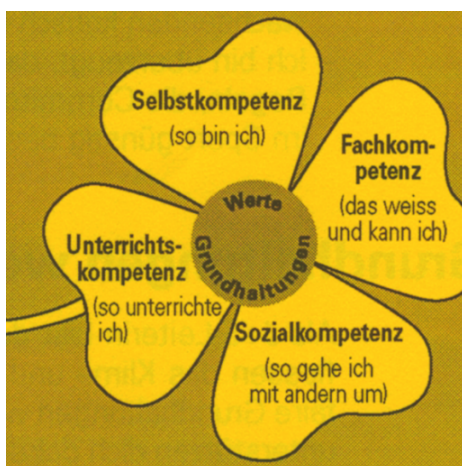 Selbstkompetenz
(so bin ich)
Fachkom-
petenz
(das weiss
und kann ich)
Werte
Grundhaltungen
Unterrichts-
kompetenz
(so unterrichte
ich)
Sozialkompetenz
(so gehe ich
mit andern um)